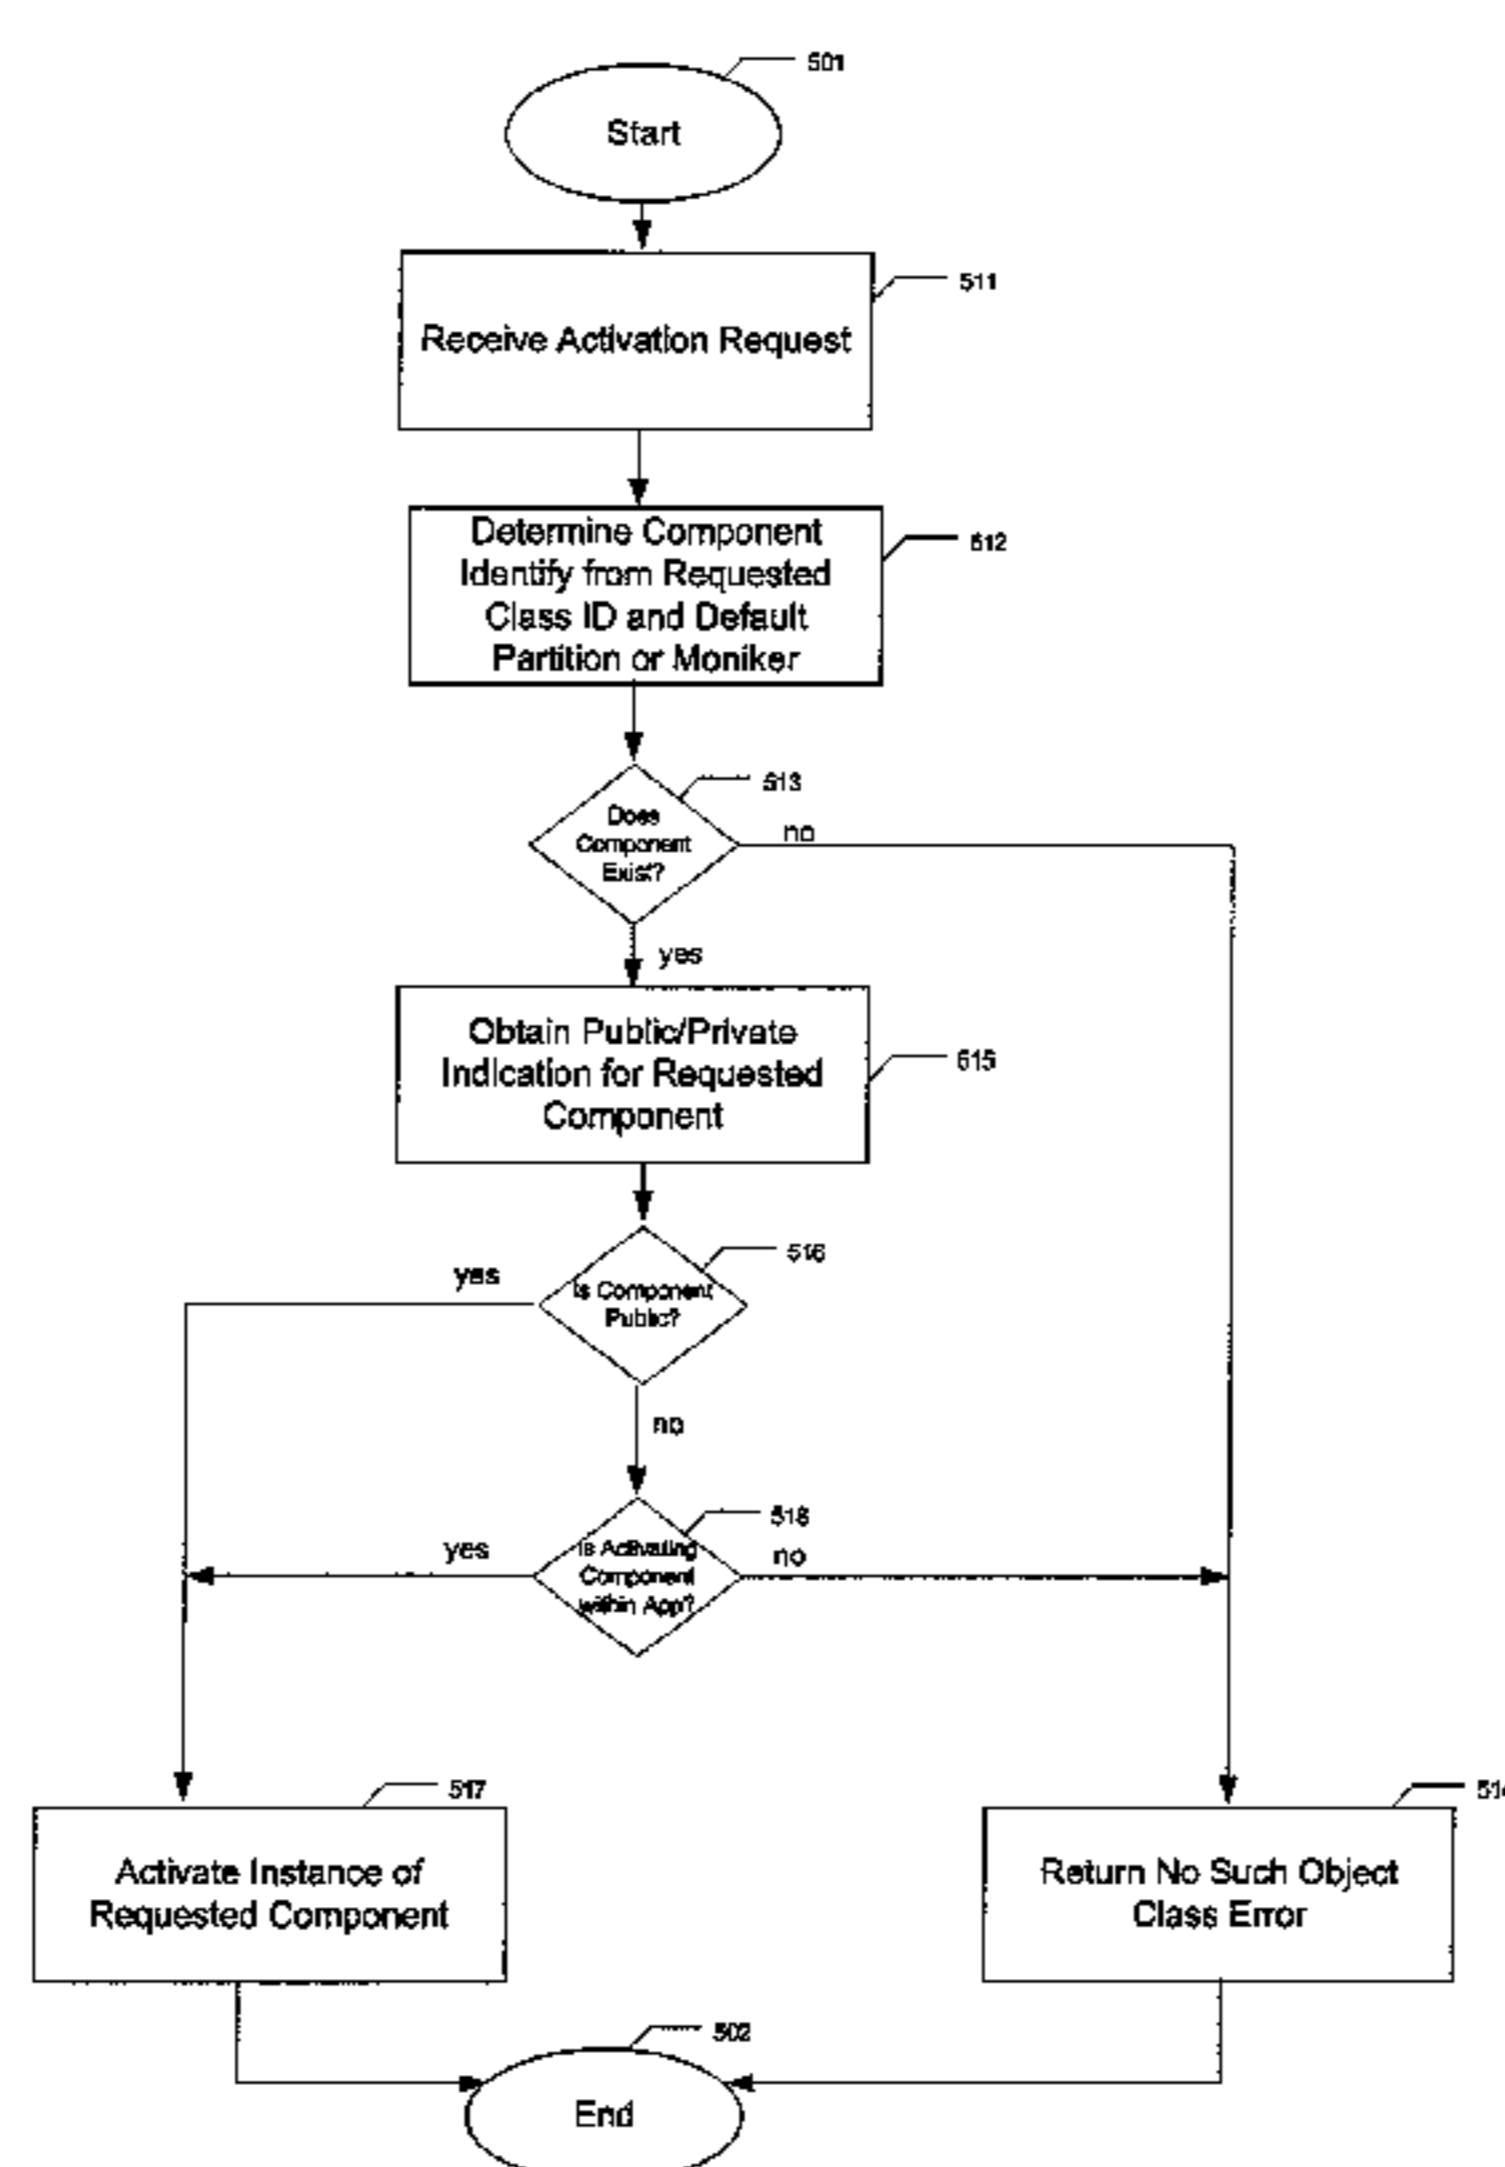 501
Start
511
Receive Activation Request
512
Determine Component
Identify from Requested
Class ID and Default
Partition or Moniker
513
Does
Component
Exist?
no
yes
Obtain Public/Private
Indication for Requested
Component
515
516
yes
Is Component
Public?
no
518
yes
Is Activating
Component
within App?
no
517
Activate Instance of
Requested Component
Return No Such Object
Class Error
502
End